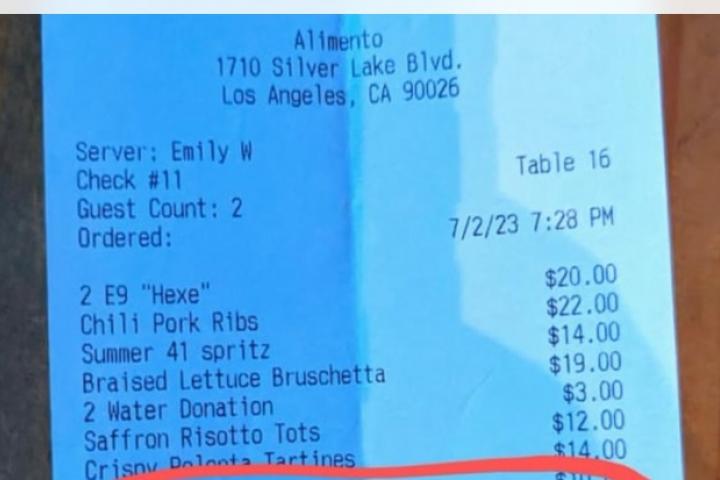 Alimento
1710 Silver Lake Blvd.
Los Angeles, CA 90026
Server: Emily W
Table 16
Check #11
Guest Count: 2
Ordered: 7/2/23 7:28 PM
2 E9 "Hexe" $20.00
Chili Pork Ribs $22.00
Summer 41 spritz $14.00
Braised Lettuce Bruschetta $19.00
2 Water Donation $3.00
Saffron Risotto Tots $12.00
Crispy Polenta Tartines $14.00